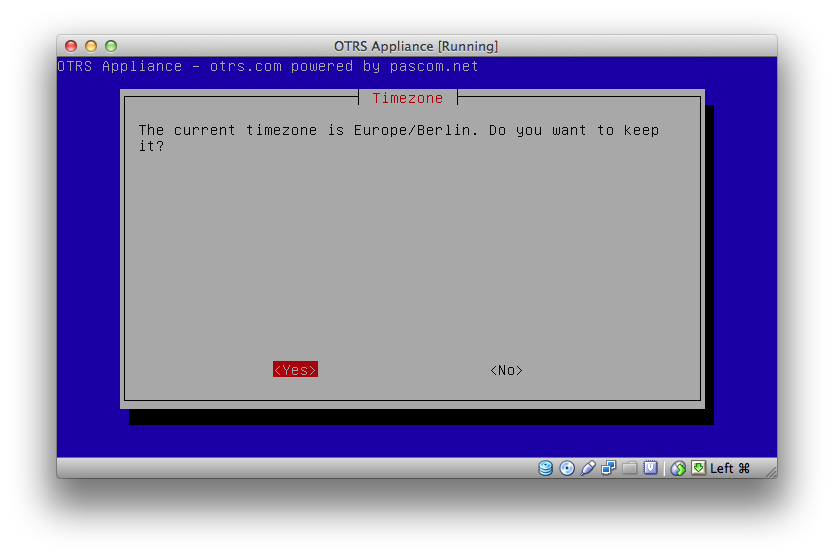 OTRS Appliance [Running]
OTRS Appliance - otrs.com powered by pascom.net
Timezone
The current timezone is Europe/Berlin. Do you want to keep
it?
<Yes> <No>
Left ⌘